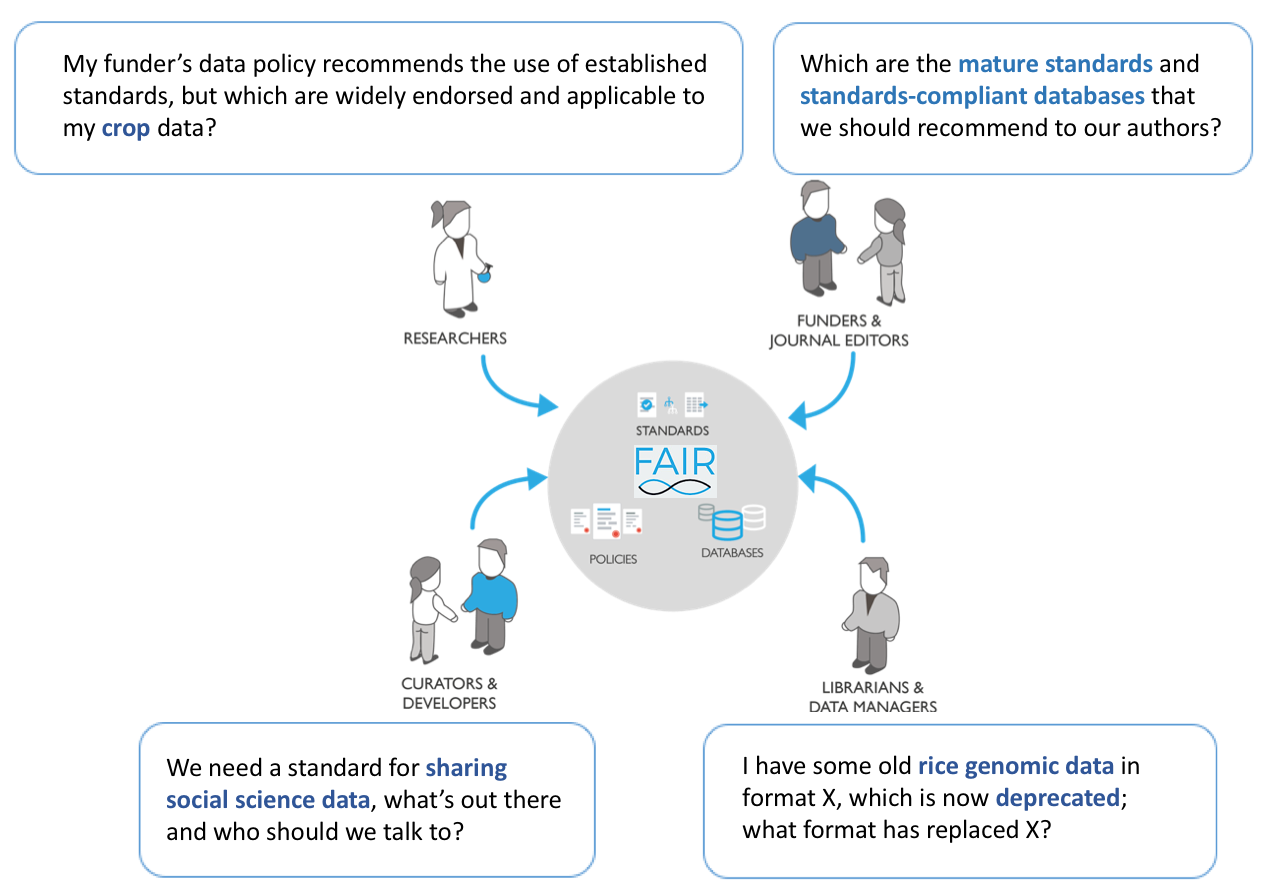 My funder’s data policy recommends the use of established
standards, but which are widely endorsed and applicable to
my crop data?
Which are the mature standards and
standards-compliant databases that
we should recommend to our authors?
RESEARCHERS
FUNDERS &
JOURNAL EDITORS
STANDARDS
FAIR
POLICIES
DATABASES
CURATORS &
DEVELOPERS
LIBRARIANS &
DATA MANAGERS
We need a standard for sharing
social science data, what’s out there
and who should we talk to?
I have some old rice genomic data in
format X, which is now deprecated;
what format has replaced X?